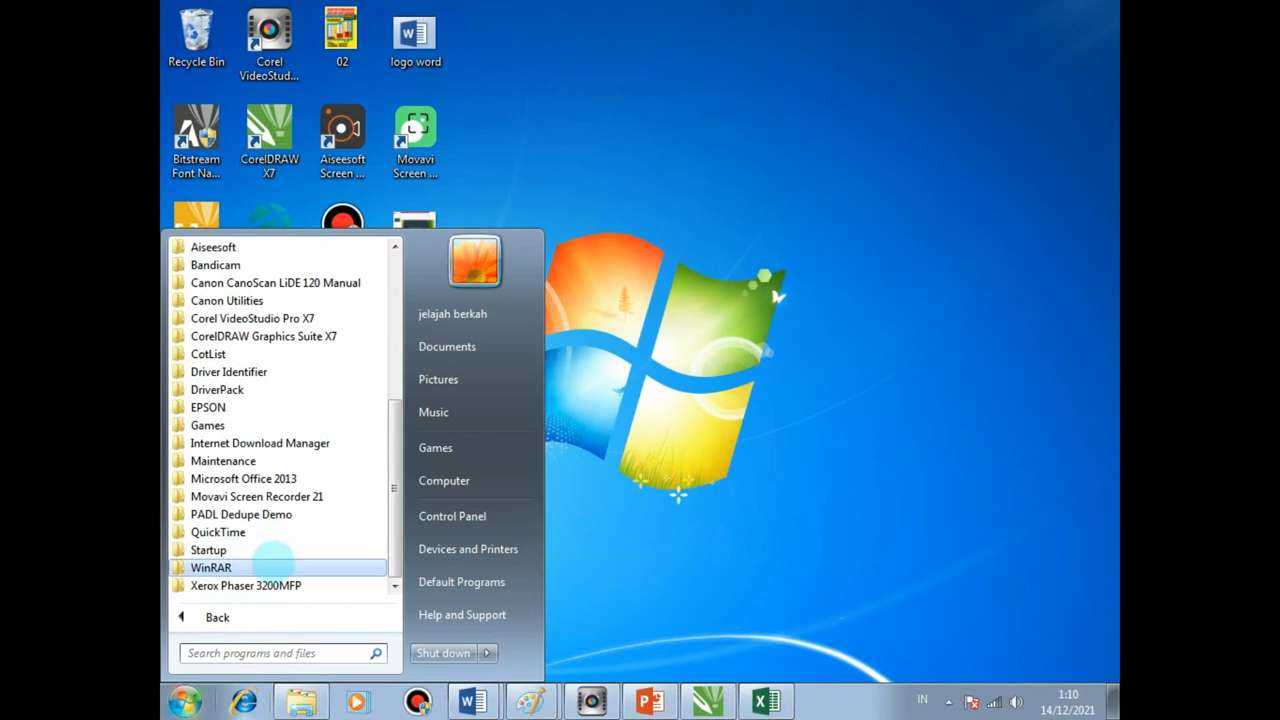 Recycle Bin
Corel
VideoStud...
02
logo word
Bitstream
Font Na...
CorelDRAW
X7
Aiseesoft
Screen ...
Movavi
Screen ...
Aiseesoft
Bandicam
Canon CanoScan LiDE 120 Manual
Canon Utilities
Corel VideoStudio Pro X7
CorelDRAW Graphics Suite X7
CotList
Driver Identifier
DriverPack
EPSON
Games
Internet Download Manager
Maintenance
Microsoft Office 2013
Movavi Screen Recorder 21
PADL Dedupe Demo
QuickTime
Startup
WinRAR
Xerox Phaser 3200MFP
Back
Search programs and files
jelajah berkah
Documents
Pictures
Music
Games
Computer
Control Panel
Devices and Printers
Default Programs
Help and Support
Shut down
IN
1:10
14/12/2021